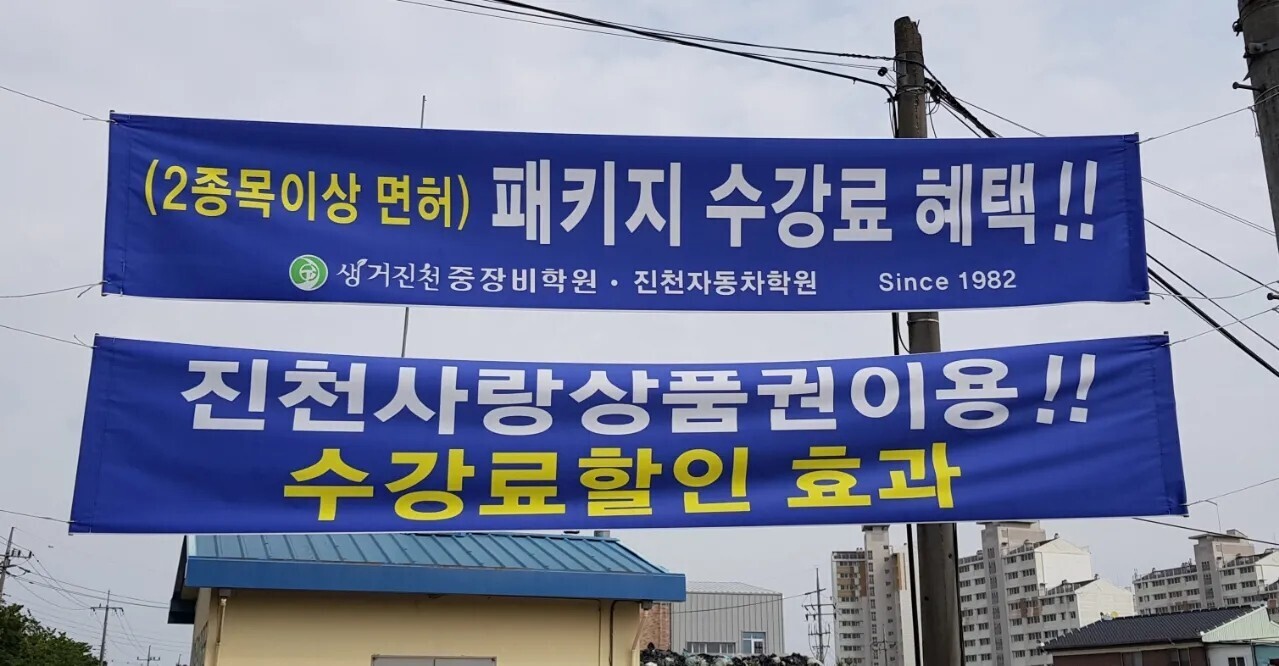 (2종목이상 면허) 패키지 수강료 혜택!!
생거진천 중장비학원 · 진천자동차학원 Since 1982
진천사랑상품권이용!!
수강료할인 효과